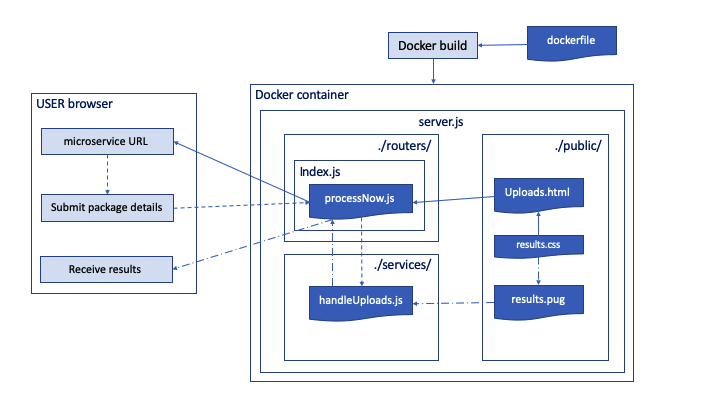 dockerfile
Docker build
Docker container
USER browser
server.js
microservice URL
./routers/
./public/
Index.js
processNow.js
Uploads.html
Submit package details
results.css
Receive results
./services/
handleUploads.js
results.pug